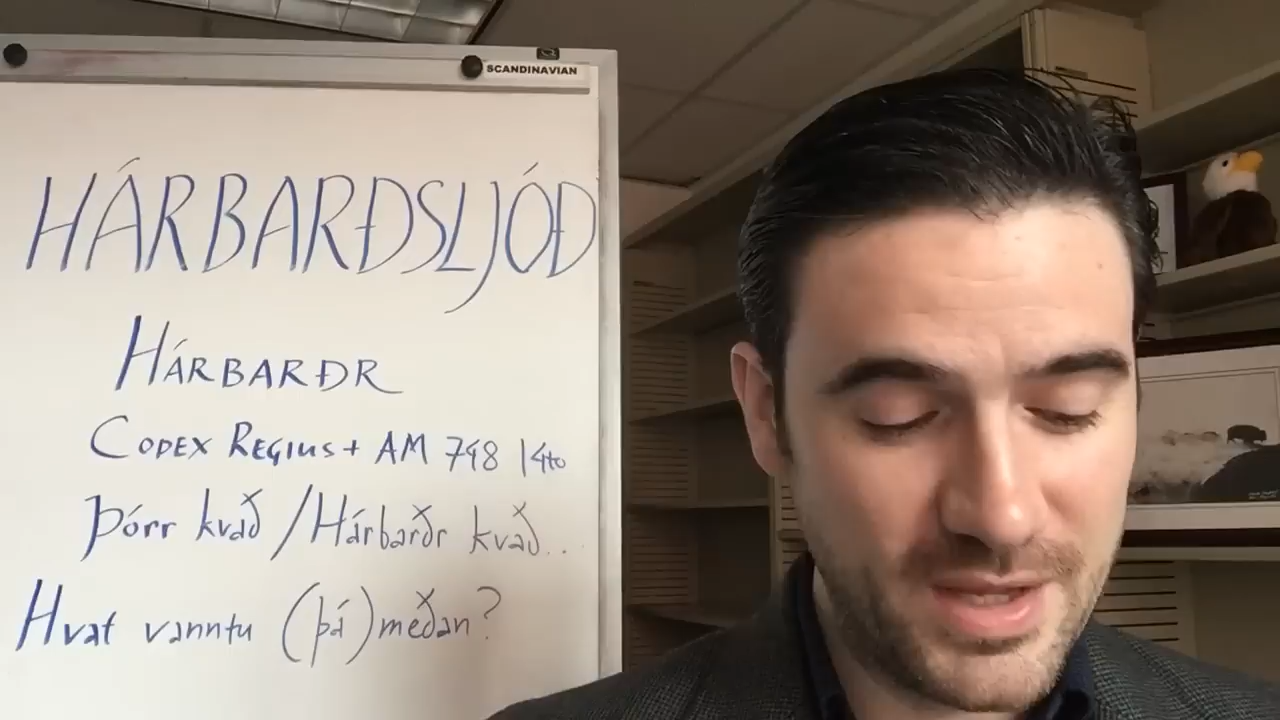 SCANDINAVIAN
HÁRBARÐSLJÓÐ
HÁRBARÐR
CODEX REGIUS + AM 748 I 4to
Þórr kvað / Hárbarðr kvað...
Hvat vanntu (þá) meðan?